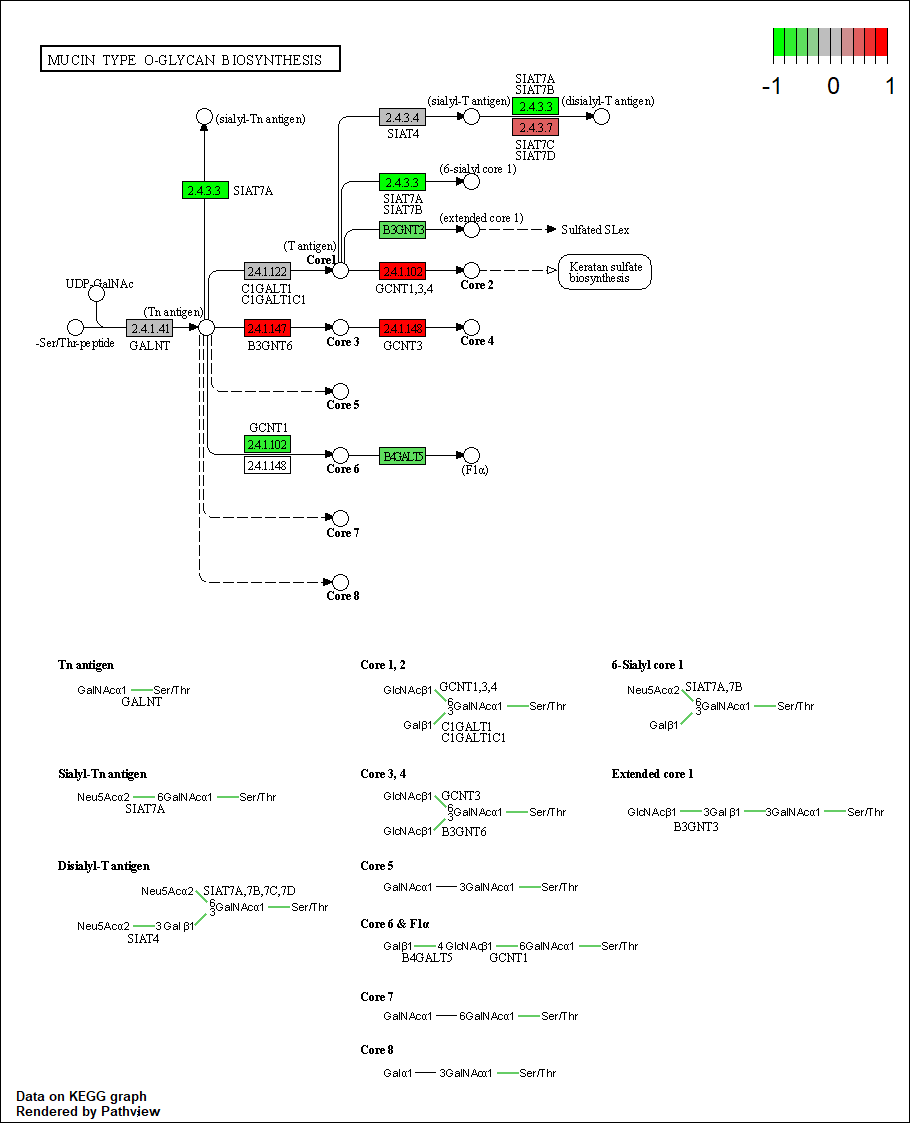 MUCIN TYPE O-GLYCAN BIOSYNTHESIS
-1 0 1
SIAT7A
SIAT7B
(sialyl-T antigen)
2.4.3.3
(disialyl-T antigen)
2.4.3.4
SIAT4
2.4.3.7
SIAT7C
SIAT7D
(sialyl-Tn antigen)
(6-sialyl core 1)
2.4.3.3 SIAT7A
2.4.3.3
SIAT7A
SIAT7B
(extended core 1)
B3GNT3
Sulfated SLex
(T antigen)
Core1
2.4.1.122
C1GALT1
C1GALT1C1
2.4.1.102
GCNT1,3,4
Core 2
Keratan sulfate
biosynthesis
UDP-GalNAc
(Tn antigen)
-Ser/Thr-peptide
2.4.1.41
GALNT
2.4.1.147
B3GNT6
Core 3
2.4.1.148
GCNT3
Core 4
Core 5
GCNT1
2.4.1.102
2.4.1.148
Core 6
B4GALT5
(F1α)
Core 7
Core 8
Tn antigen
GalNAcα1 Ser/Thr
GALNT
Core 1, 2
GlcNAcβ1 GCNT1,3,4
6
3GalNAcα1 Ser/Thr
Galβ1 C1GALT1
C1GALT1C1
6-Sialyl core 1
Neu5Acα2 SIAT7A,7B
6
3GalNAcα1 Ser/Thr
Galβ1
Sialyl-Tn antigen
Neu5Acα2 6GalNAcα1 Ser/Thr
SIAT7A
Core 3, 4
GlcNAcβ1 GCNT3
6
3GalNAcα1 Ser/Thr
GlcNAcβ1 B3GNT6
Extended core 1
GlcNAcβ1 3Gal β1 3GalNAcα1 Ser/Thr
B3GNT3
Disialyl-T antigen
Neu5Acα2 SIAT7A,7B,7C,7D
6
3GalNAcα1 Ser/Thr
Neu5Acα2 3 Gal β1
SIAT4
Core 5
GalNAcα1 3GalNAcα1 Ser/Thr
Core 6 & F1α
Galβ1 4 GlcNAcβ1 6GalNAcα1 Ser/Thr
B4GALT5 GCNT1
Core 7
GalNAcα1 6GalNAcα1 Ser/Thr
Core 8
Galα1 3GalNAcα1 Ser/Thr
Data on KEGG graph
Rendered by Pathview